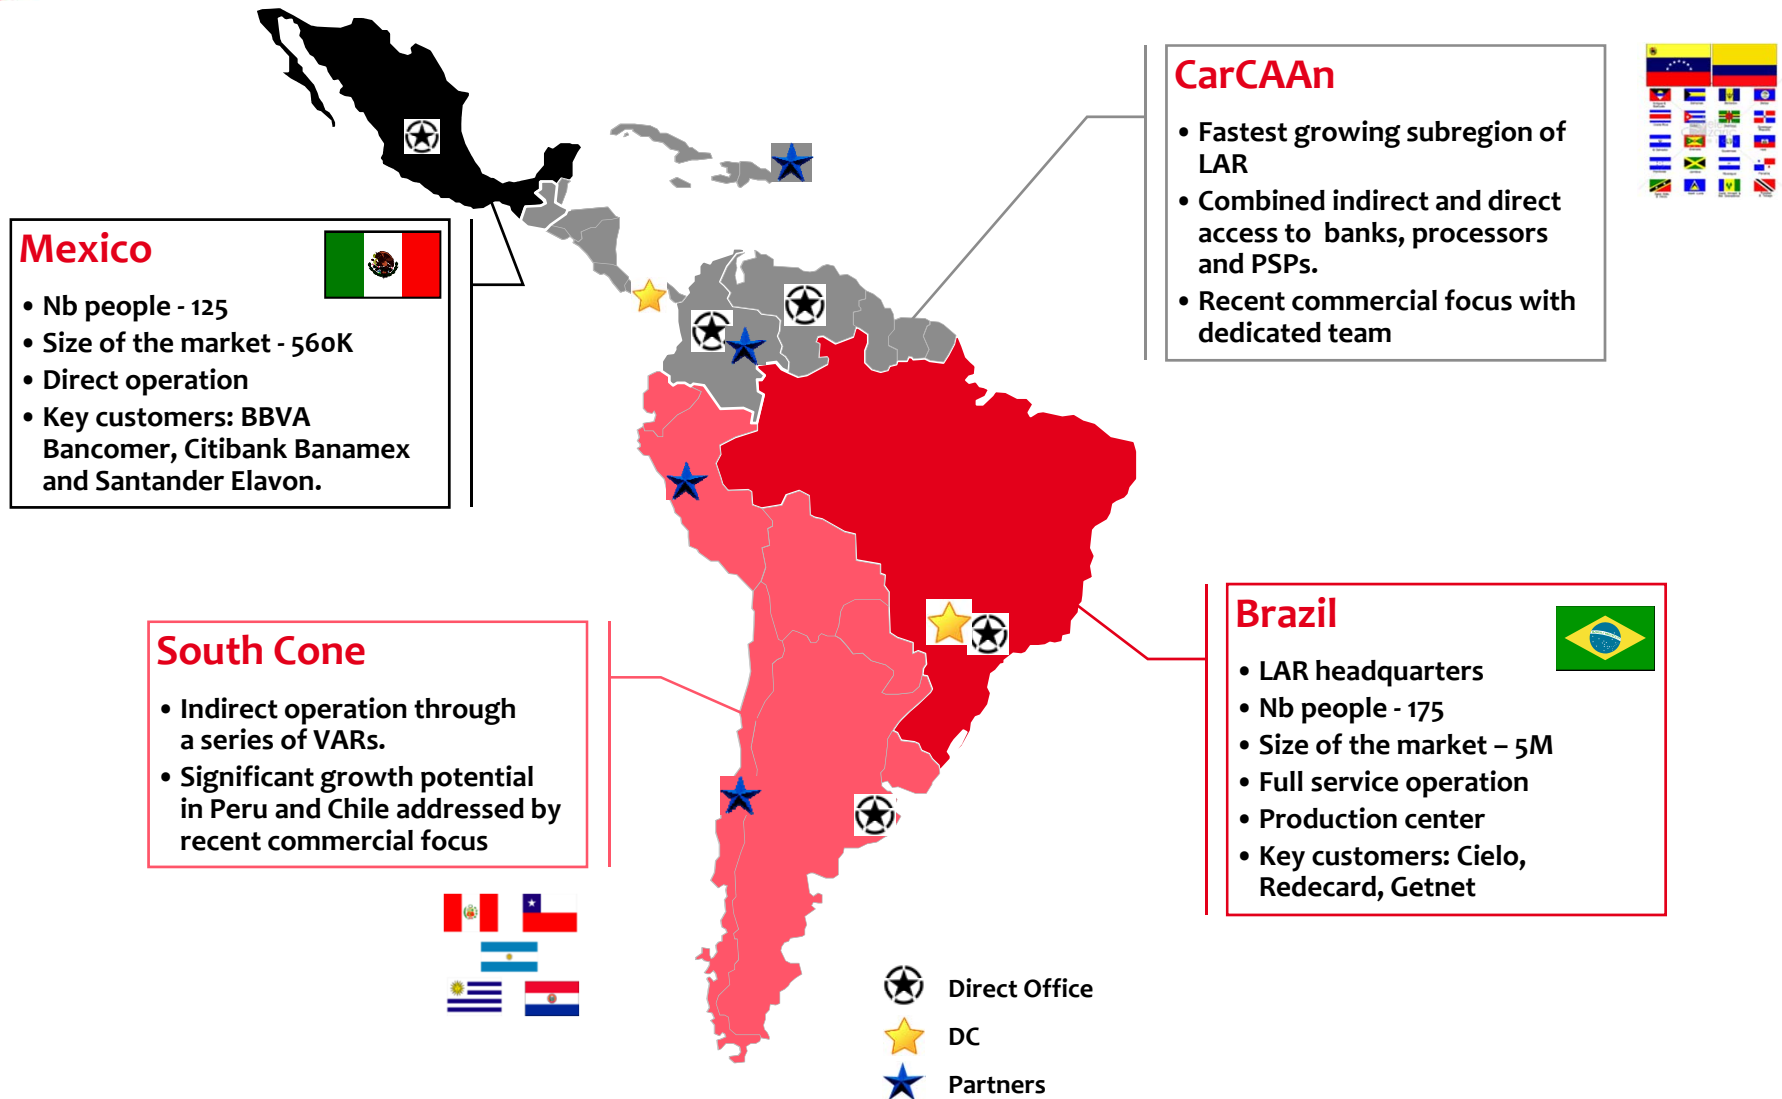 CarCAAn
• Fastest growing subregion of
LAR
• Combined indirect and direct
access to banks, processors
and PSPs.
• Recent commercial focus with
dedicated team
Mexico
• Nb people - 125
• Size of the market - 560K
• Direct operation
• Key customers: BBVA
Bancomer, Citibank Banamex
and Santander Elavon.
South Cone
• Indirect operation through
a series of VARs.
• Significant growth potential
in Peru and Chile addressed by
recent commercial focus
Brazil
• LAR headquarters
• Nb people - 175
• Size of the market – 5M
• Full service operation
• Production center
• Key customers: Cielo,
Redecard, Getnet
Direct Office
DC
Partners